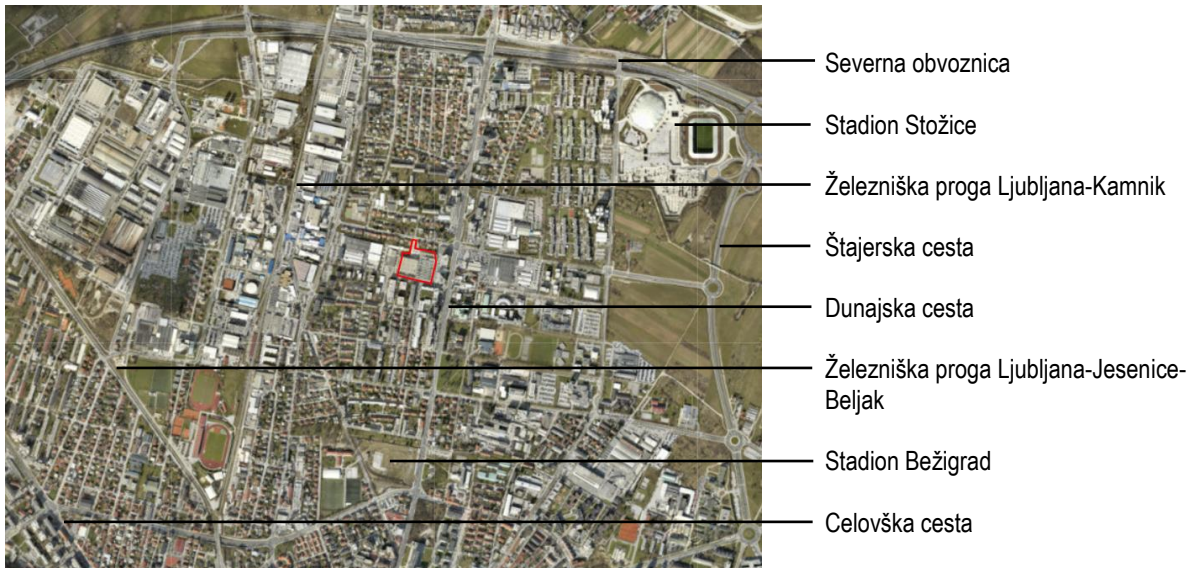 Severna obvoznica
Stadion Stožice
Železniška proga Ljubljana-Kamnik
Štajerska cesta
Dunajska cesta
Železniška proga Ljubljana-Jesenice-
Beljak
Stadion Bežigrad
Celovška cesta